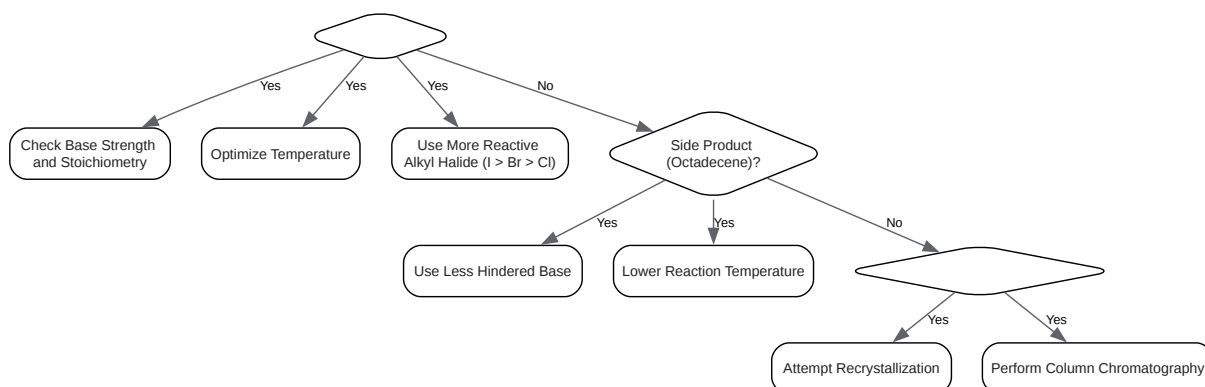 Yes
Yes
Yes
No
Check Base Strength
and Stoichiometry
Optimize Temperature
Use More Reactive
Alkyl Halide (I > Br > Cl)
Side Product
(Octadecene)?
Yes
Yes
No
Use Less Hindered Base
Lower Reaction Temperature
Yes
Yes
Attempt Recrystallization
Perform Column Chromatography